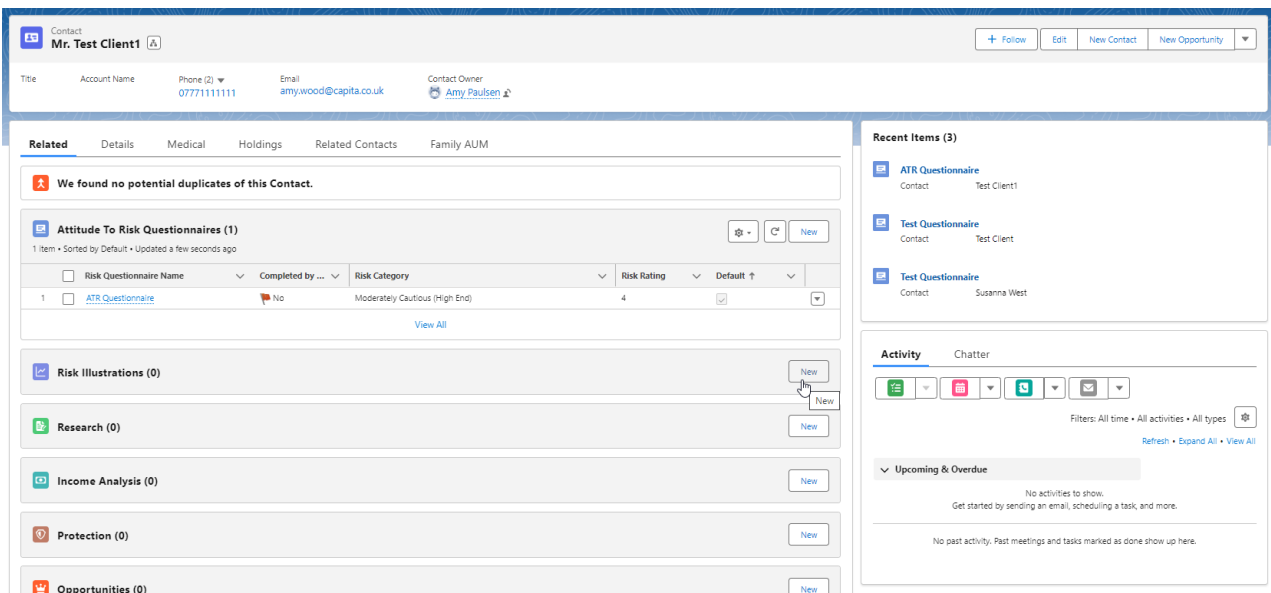 Contact
Mr. Test Client1
+ Follow Edit New Contact New Opportunity
Title Account Name Phone (2) Email Contact Owner
07771111111 amy.wood@capita.co.uk Amy Paulsen
Related Details Medical Holdings Related Contacts Family AUM
We found no potential duplicates of this Contact.
Attitude To Risk Questionnaires (1)
1 item • Sorted by Default • Updated a few seconds ago
New
Risk Questionnaire Name Completed by ... Risk Category Risk Rating Default ↑
1 ATR Questionnaire No Moderately Cautious (High End) 4
View All
Risk Illustrations (0) New
New
Research (0) New
Income Analysis (0) New
Protection (0) New
Opportunities (0) New
Recent Items (3)
ATR Questionnaire
Contact Test Client1
Test Questionnaire
Contact Test Client
Test Questionnaire
Contact Susanna West
Activity Chatter
Filters: All time • All activities • All types
Refresh • Expand All • View All
Upcoming & Overdue
No activities to show.
Get started by sending an email, scheduling a task, and more.
No past activity. Past meetings and tasks marked as done show up here.